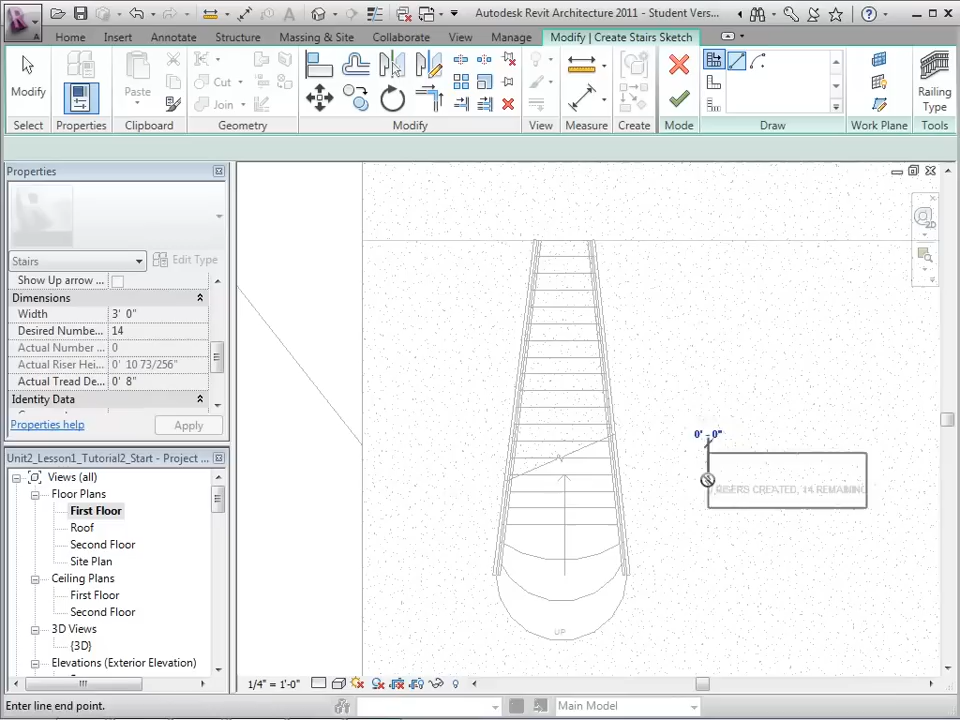 Autodesk Revit Architecture 2011 - Student Vers...
Home Insert Annotate Structure Massing & Site Collaborate View Manage Modify | Create Stairs Sketch
Modify Paste Cut Join Railing Type
Select Properties Clipboard Geometry Modify View Measure Create Mode Draw Work Plane Tools
Properties
Stairs Edit Type
Show Up arrow ...
Dimensions
Width 3' 0"
Desired Numbe... 14
Actual Number ... 0
Actual Riser Hei... 0' 10 73/256"
Actual Tread De... 0' 8"
Identity Data
Properties help Apply
Unit2_Lesson1_Tutorial2_Start - Project ...
Views (all)
Floor Plans
First Floor
Roof
Second Floor
Site Plan
Ceiling Plans
First Floor
Second Floor
3D Views
{3D}
Elevations (Exterior Elevation)
2D
0' - 0"
RISERS CREATED, 14 REMAINING
UP
1/4" = 1'-0"
Enter line end point.
Main Model